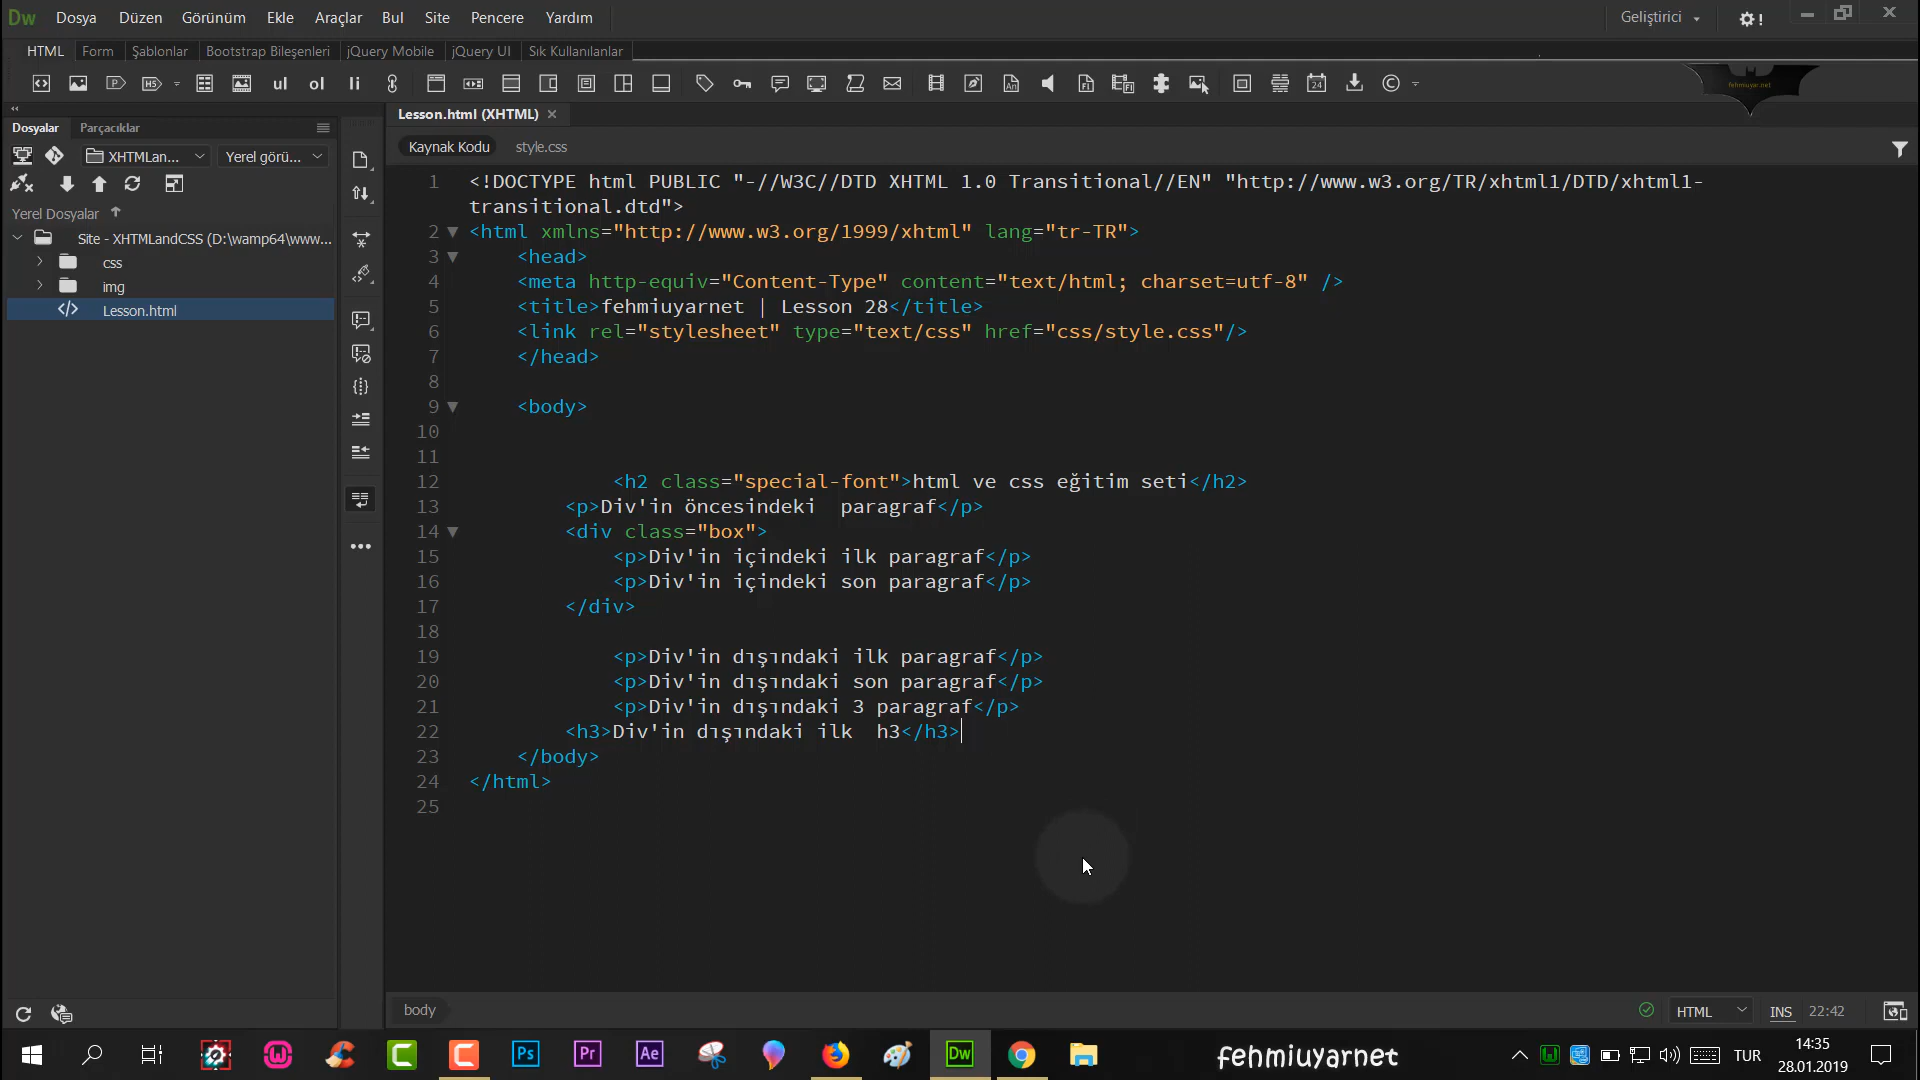 Dw Dosya Düzen Görünüm Ekle Araçlar Bul Site Pencere Yardım Geliştirici
HTML Form Şablonlar Bootstrap Bileşenleri jQuery Mobile jQuery UI Sık Kullanılanlar
ul ol li
fehmiuyar.net
Dosyalar Parçacıklar
XHTMLan... Yerel görü...
Yerel Dosyalar
Site - XHTMLandCSS (D:\wamp64\www...
css
img
Lesson.html
Lesson.html (XHTML)
Kaynak Kodu style.css
1 <!DOCTYPE html PUBLIC "-//W3C//DTD XHTML 1.0 Transitional//EN" "http://www.w3.org/TR/xhtml1/DTD/xhtml1-
transitional.dtd">
2 <html xmlns="http://www.w3.org/1999/xhtml" lang="tr-TR">
3 <head>
4 <meta http-equiv="Content-Type" content="text/html; charset=utf-8" />
5 <title>fehmiuyarnet | Lesson 28</title>
6 <link rel="stylesheet" type="text/css" href="css/style.css"/>
7 </head>
8
9 <body>
10
11
12 <h2 class="special-font">html ve css eğitim seti</h2>
13 <p>Div'in öncesindeki  paragraf</p>
14 <div class="box">
15 <p>Div'in içindeki ilk paragraf</p>
16 <p>Div'in içindeki son paragraf</p>
17 </div>
18
19 <p>Div'in dışındaki ilk paragraf</p>
20 <p>Div'in dışındaki son paragraf</p>
21 <p>Div'in dışındaki 3 paragraf</p>
22 <h3>Div'in dışındaki ilk  h3</h3>
23 </body>
24 </html>
25
body HTML INS 22:42
Ps Pr Ae Dw fehmiuyarnet TUR 14:35
28.01.2019